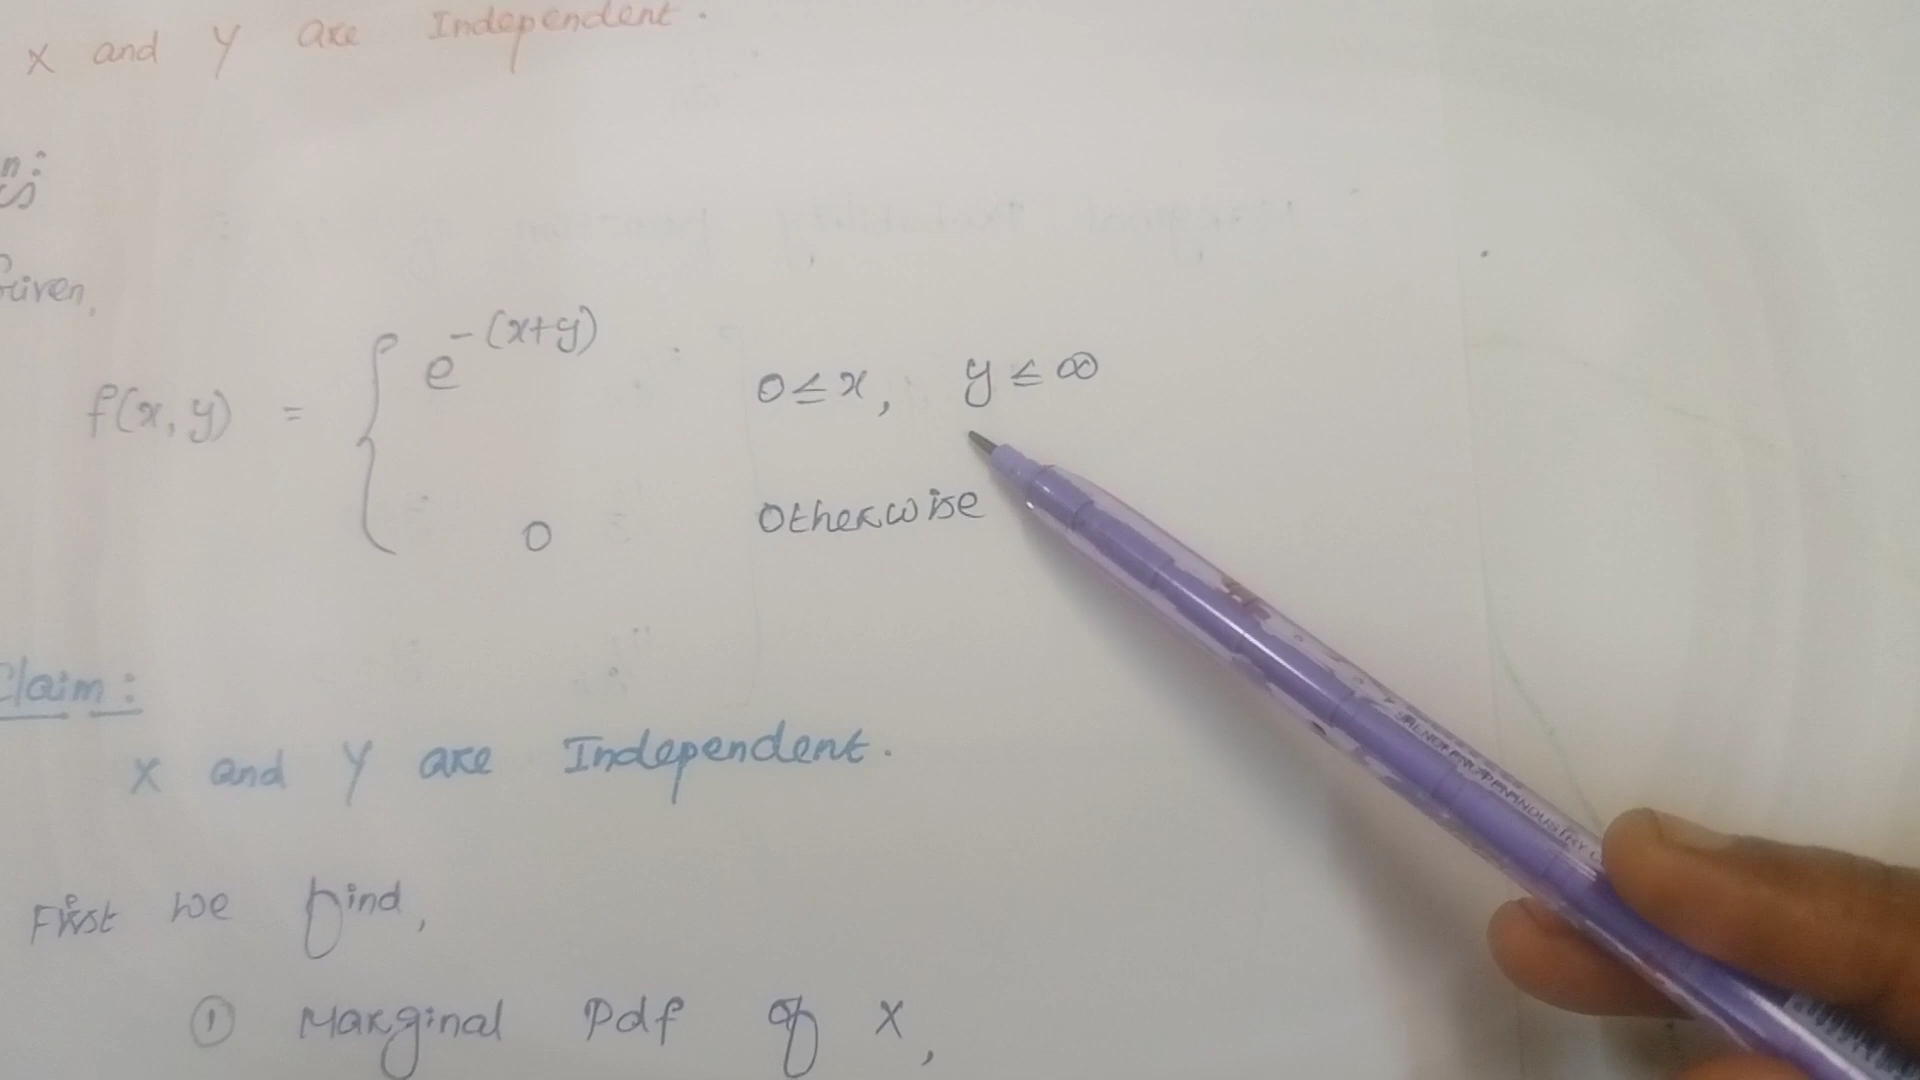 X and Y are Independent.
Given,
f(x,y) = { e^-(x+y) 0≤x, y≤∞
0 Otherwise
Claim:
X and Y are Independent.
First we find,
① Marginal Pdf of X,